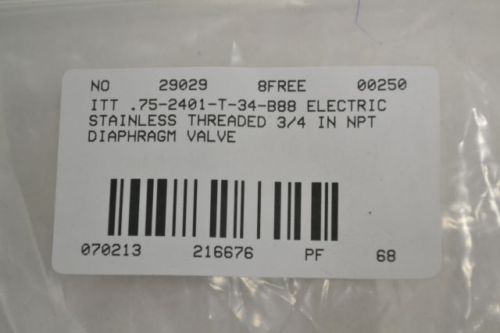 NO 29029 8FREE 00250
ITT .75-2401-T-34-B88 ELECTRIC
STAINLESS THREADED 3/4 IN NPT
DIAPHRAGM VALVE
070213 216676 PF 68